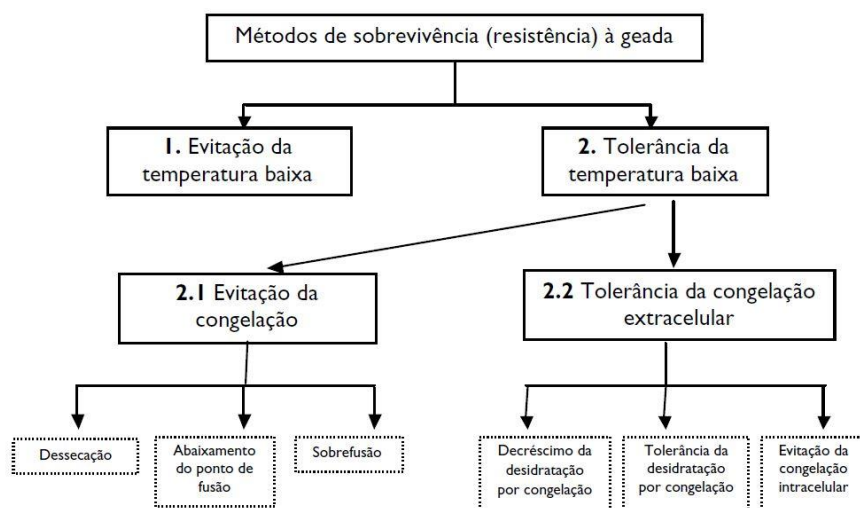 Métodos de sobrevivência (resistência) à geada
1. Evitação da
temperatura baixa
2. Tolerância da
temperatura baixa
2.1 Evitação da
congelação
2.2 Tolerância da congelação
extracelular
Dessecação
Abaixamento
do ponto de
fusão
Sobrefusão
Decréscimo da
desidratação
por congelação
Tolerância da
desidratação
por congelação
Evitação da
congelação
intracelular